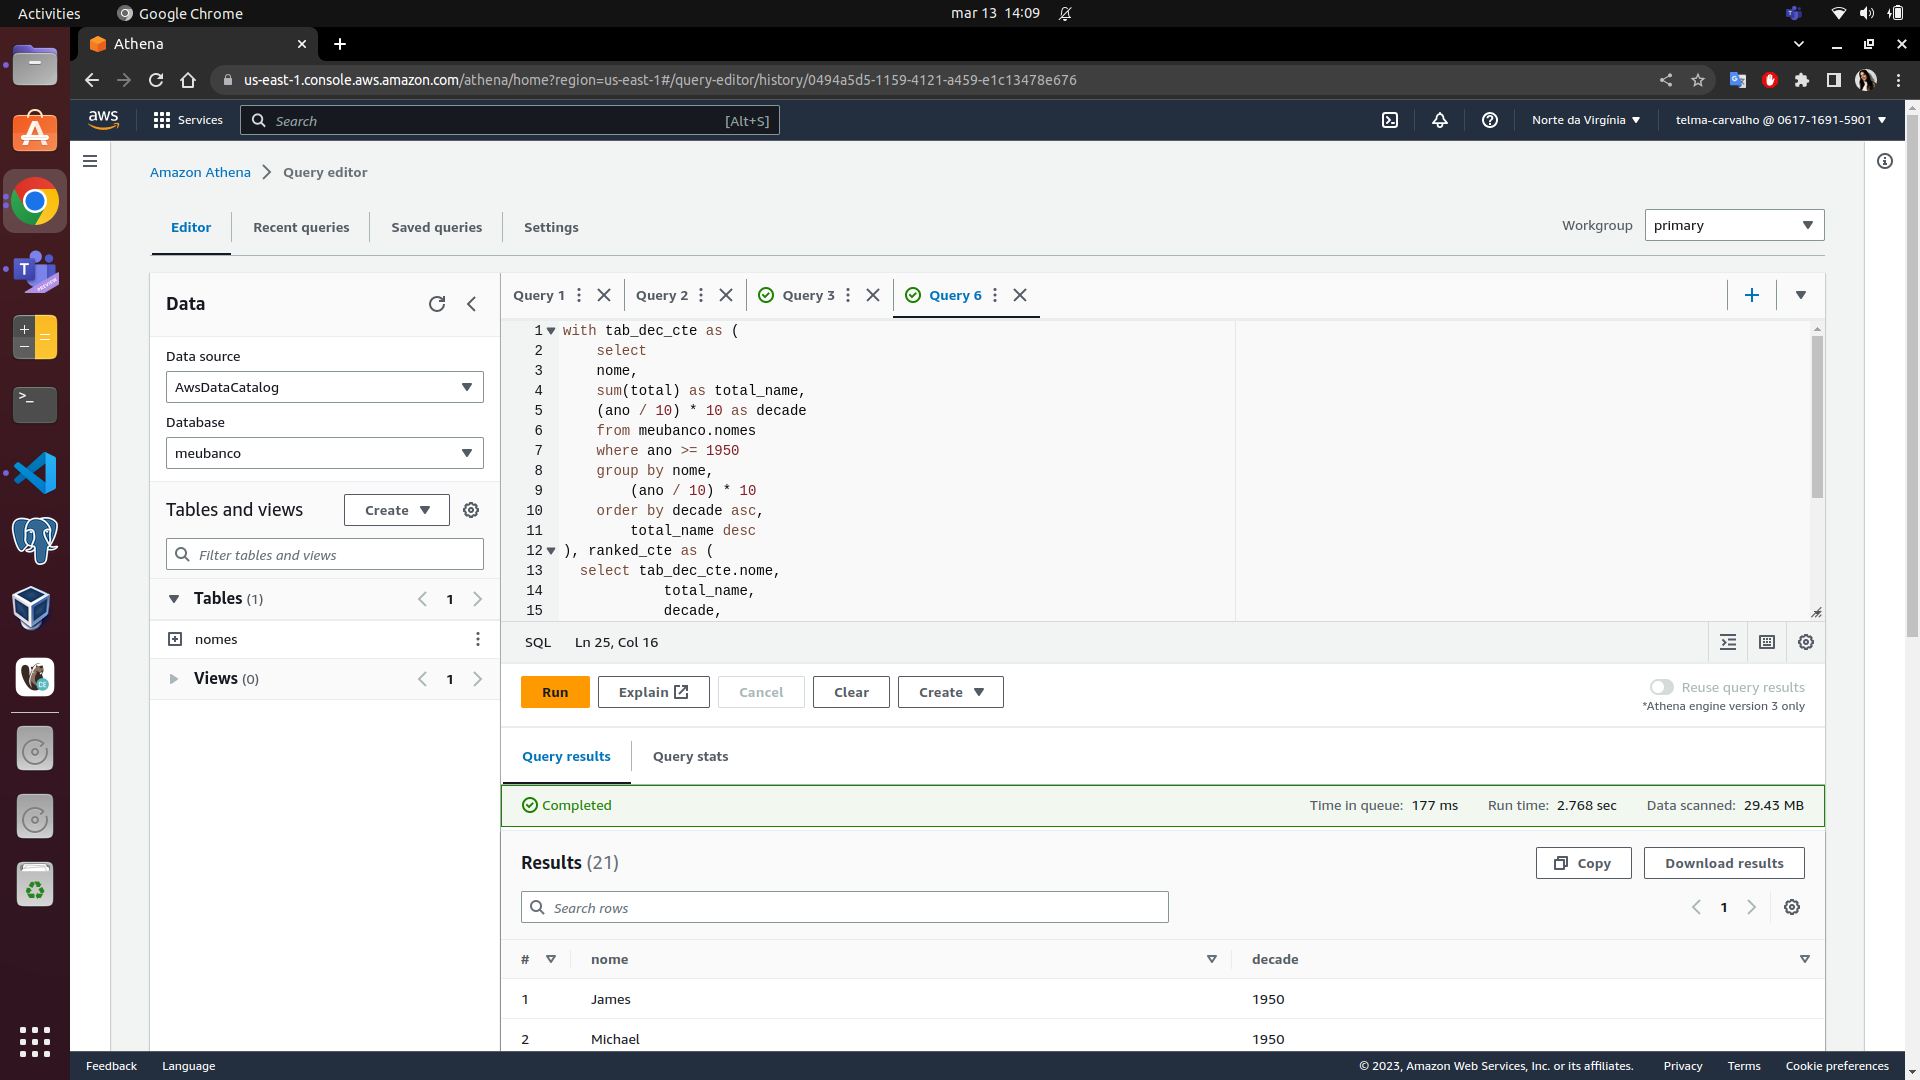 Activities
Google Chrome
mar 13 14:09
Athena
us-east-1.console.aws.amazon.com/athena/home?region=us-east-1#/query-editor/history/0494a5d5-1159-4121-a459-e1c13478e676
aws
Services
Search
[Alt+S]
Norte da Virgínia
telma-carvalho @ 0617-1691-5901
Amazon Athena
Query editor
Editor
Recent queries
Saved queries
Settings
Workgroup
primary
Data
Data source
AwsDataCatalog
Database
meubanco
Tables and views
Create
Filter tables and views
Tables (1)
1
nomes
Views (0)
1
Query 1
Query 2
Query 3
Query 6
1 with tab_dec_cte as (
2 select
3 nome,
4 sum(total) as total_name,
5 (ano / 10) * 10 as decade
6 from meubanco.nomes
7 where ano >= 1950
8 group by nome,
9 (ano / 10) * 10
10 order by decade asc,
11 total_name desc
12 ), ranked_cte as (
13 select tab_dec_cte.nome,
14 total_name,
15 decade,
SQL
Ln 25, Col 16
Run
Explain
Cancel
Clear
Create
Reuse query results
*Athena engine version 3 only
Query results
Query stats
Completed
Time in queue: 177 ms
Run time: 2.768 sec
Data scanned: 29.43 MB
Results (21)
Copy
Download results
Search rows
1
# nome decade
1 James 1950
2 Michael 1950
Feedback
Language
© 2023, Amazon Web Services, Inc. or its affiliates.
Privacy
Terms
Cookie preferences